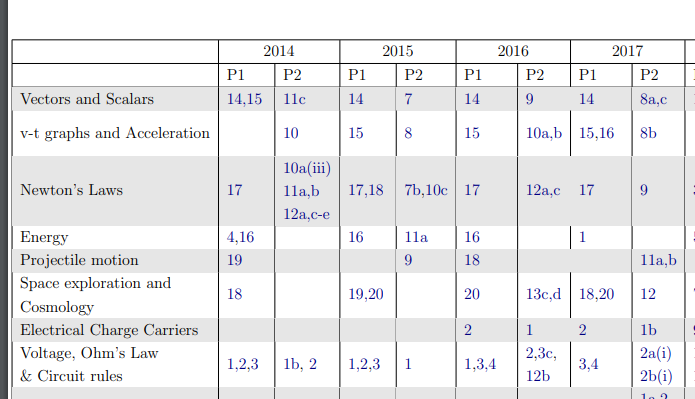 2014 2015 2016 2017
P1 P2 P1 P2 P1 P2 P1 P2
Vectors and Scalars 14,15 11c 14 7 14 9 14 8a,c
v-t graphs and Acceleration 10 15 8 15 10a,b 15,16 8b
10a(iii)
Newton's Laws 17 11a,b 17,18 7b,10c 17 12a,c 17 9
12a,c-e
Energy 4,16 16 11a 16 1
Projectile motion 19 9 18 11a,b
Space exploration and
Cosmology 18 19,20 20 13c,d 18,20 12
Electrical Charge Carriers 2 1 2 1b
Voltage, Ohm's Law 2,3c, 2a(i)
& Circuit rules 1,2,3 1b, 2 1,2,3 1 1,3,4 12b 3,4 2b(i)